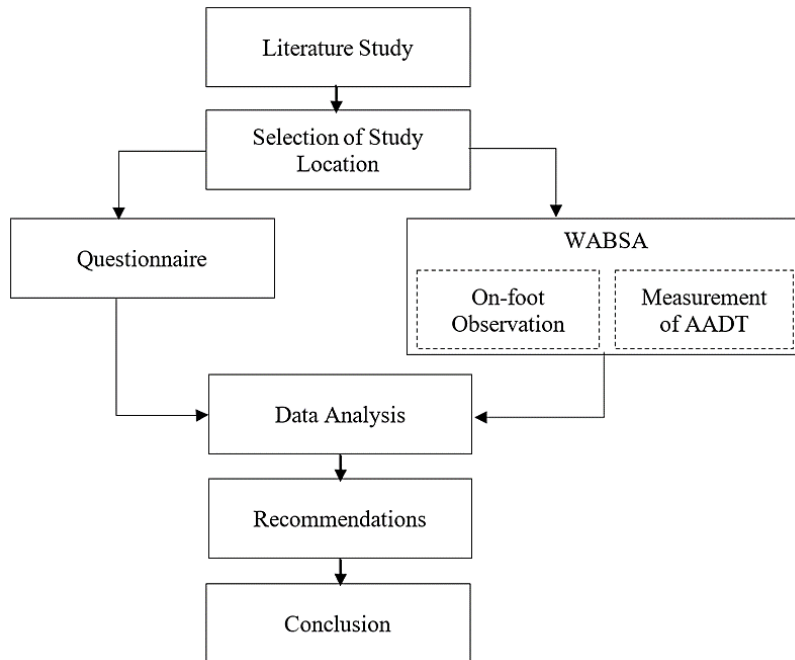 Literature Study
Selection of Study
Location
Questionnaire
WABSA
On-foot
Observation
Measurement
of AADT
Data Analysis
Recommendations
Conclusion